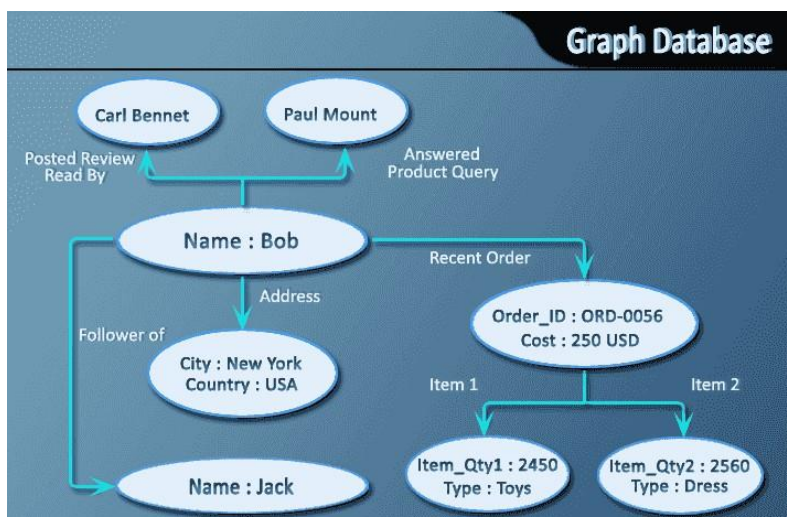 Graph Database
Carl Bennet
Paul Mount
Posted Review
Read By
Answered
Product Query
Name : Bob
Recent Order
Address
Order_ID : ORD-0056
Cost : 250 USD
Follower of
City : New York
Country : USA
Item 1
Item 2
Item_Qty1 : 2450
Type : Toys
Item_Qty2 : 2560
Type : Dress
Name : Jack